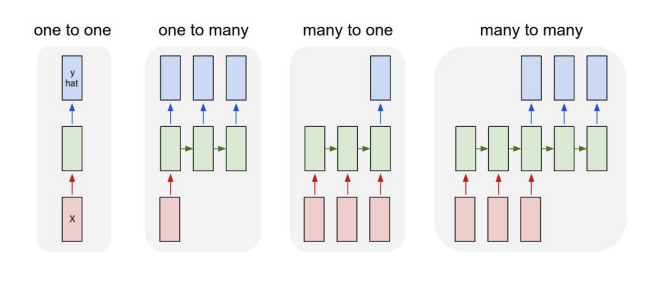 one to one
one to many
many to one
many to many
y
hat
X